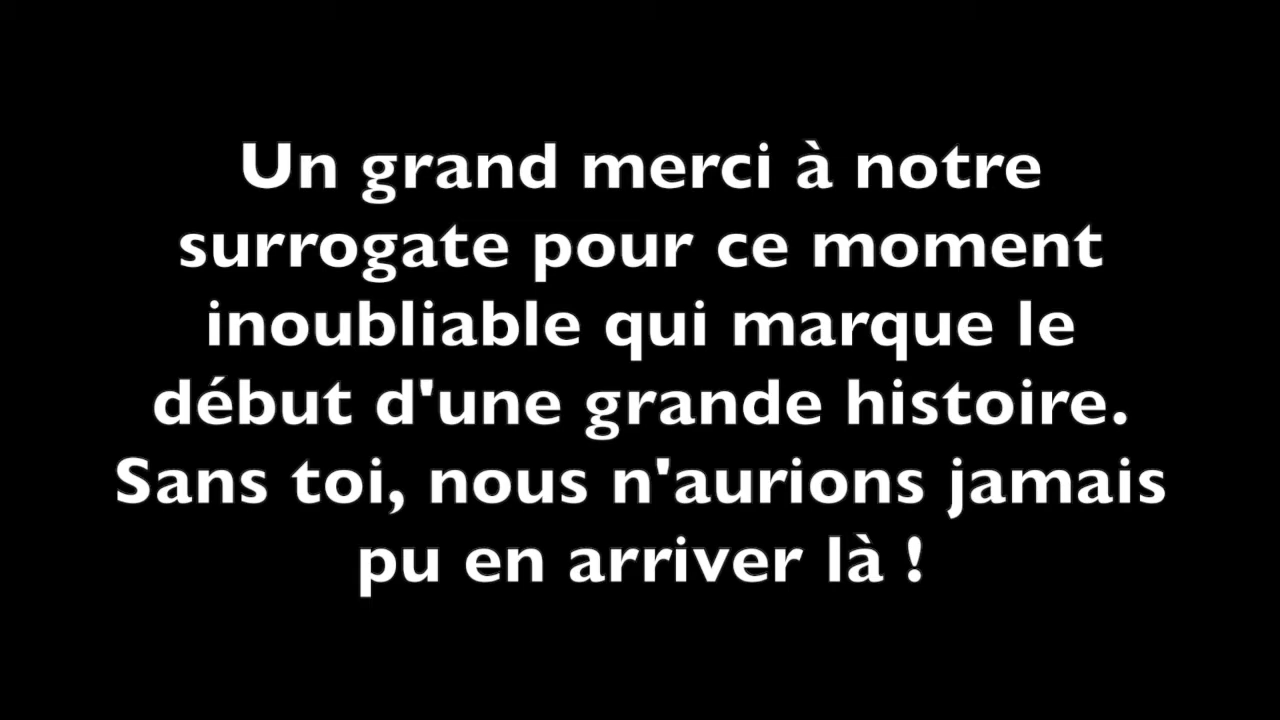 Un grand merci à notre
surrogate pour ce moment
inoubliable qui marque le
début d'une grande histoire.
Sans toi, nous n'aurions jamais
pu en arriver là !